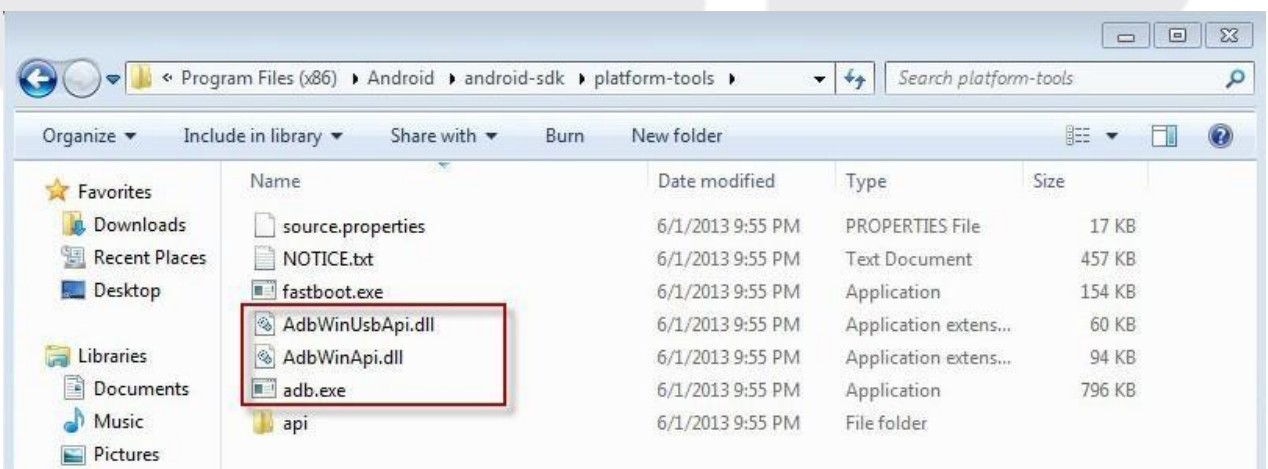 « Program Files (x86) Android android-sdk platform-tools Search platform-tools
Organize Include in library Share with Burn New folder
Name Date modified Type Size
Favorites
Downloads source.properties 6/1/2013 9:55 PM PROPERTIES File 17 KB
Recent Places NOTICE.txt 6/1/2013 9:55 PM Text Document 457 KB
Desktop fastboot.exe 6/1/2013 9:55 PM Application 154 KB
AdbWinUsbApi.dll 6/1/2013 9:55 PM Application extens... 60 KB
Libraries AdbWinApi.dll 6/1/2013 9:55 PM Application extens... 94 KB
Documents adb.exe 6/1/2013 9:55 PM Application 796 KB
Music api 6/1/2013 9:55 PM File folder
Pictures